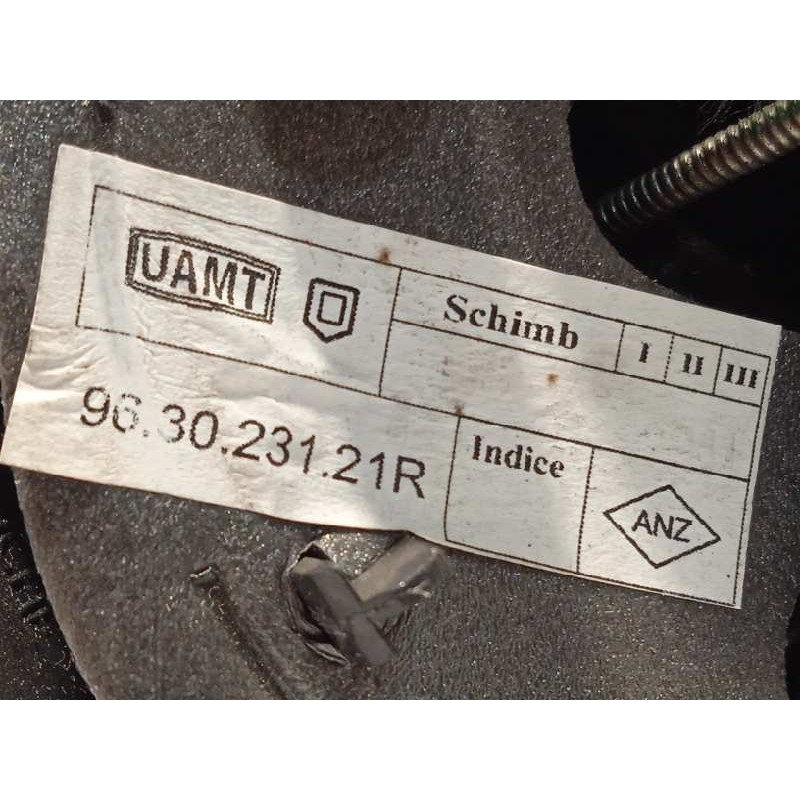 UAMT
Schimb I II III
96.30.231.21R
Indice
ANZ